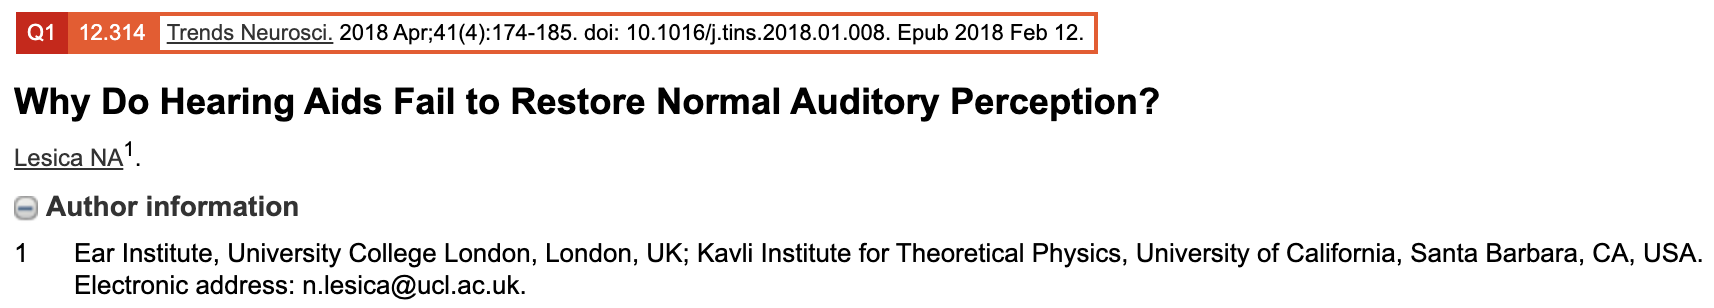 Q1 12.314 Trends Neurosci. 2018 Apr;41(4):174-185. doi: 10.1016/j.tins.2018.01.008. Epub 2018 Feb 12.
Why Do Hearing Aids Fail to Restore Normal Auditory Perception?
Lesica NA1.
Author information
1 Ear Institute, University College London, London, UK; Kavli Institute for Theoretical Physics, University of California, Santa Barbara, CA, USA.
Electronic address: n.lesica@ucl.ac.uk.